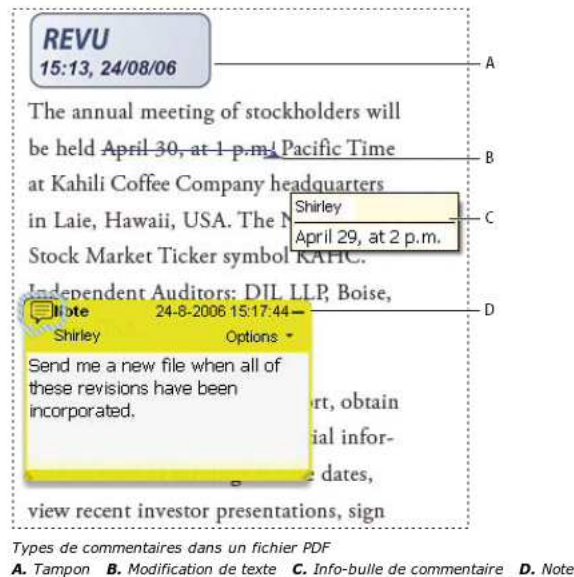 REVU
15:13, 24/08/06
A
The annual meeting of stockholders will
be held April 30, at 1 p.m. Pacific Time
B
at Kahili Coffee Company headquarters
Shirley
C
in Laie, Hawaii, USA. The
April 29, at 2 p.m.
Stock Market Ticker symbol KAHC.
Independent Auditors: DJL LLP, Boise,
Note 24-8-2006 15:17:44
D
Shirley Options
Send me a new file when all of
these revisions have been
incorporated.
rt, obtain
ial infor-
dates,
view recent investor presentations, sign
Types de commentaires dans un fichier PDF
A. Tampon B. Modification de texte C. Info-bulle de commentaire D. Note